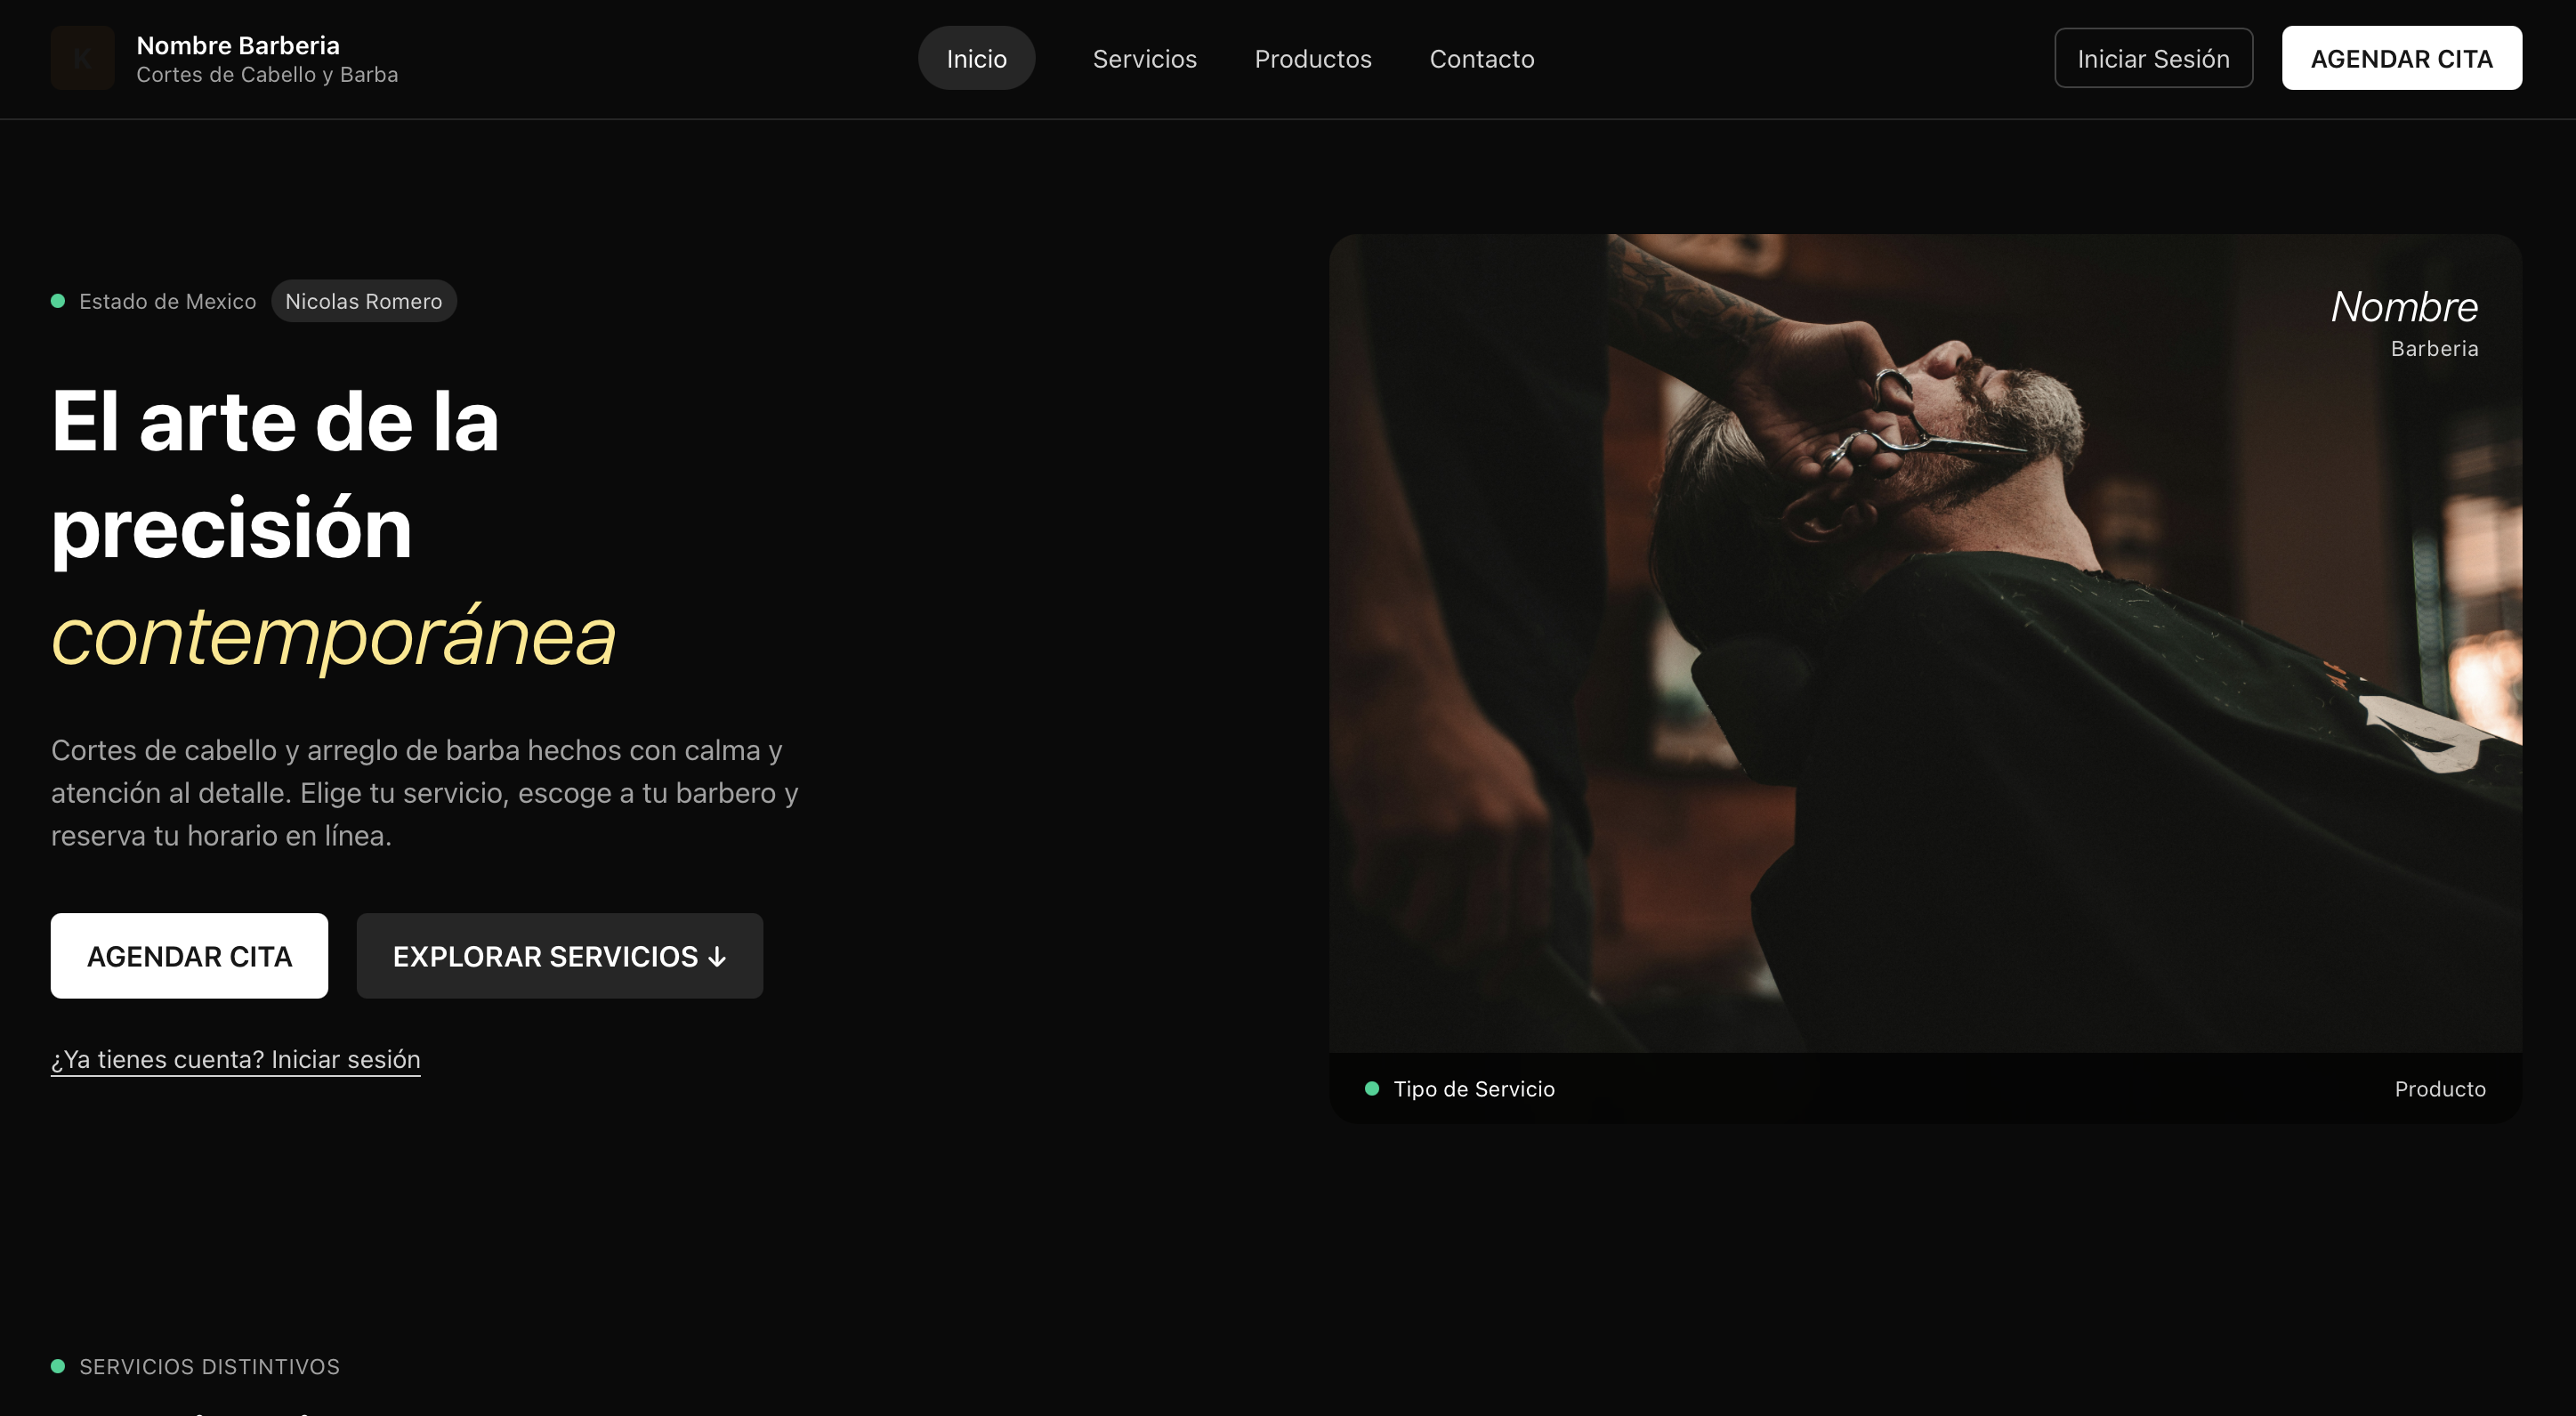 K
Nombre Barberia
Cortes de Cabello y Barba
Inicio
Servicios
Productos
Contacto
Iniciar Sesión
AGENDAR CITA
Estado de Mexico
Nicolas Romero
El arte de la
precisión
contemporánea
Cortes de cabello y arreglo de barba hechos con calma y
atención al detalle. Elige tu servicio, escoge a tu barbero y
reserva tu horario en línea.
AGENDAR CITA
EXPLORAR SERVICIOS ↓
¿Ya tienes cuenta? Iniciar sesión
Nombre
Barberia
Tipo de Servicio
Producto
SERVICIOS DISTINTIVOS